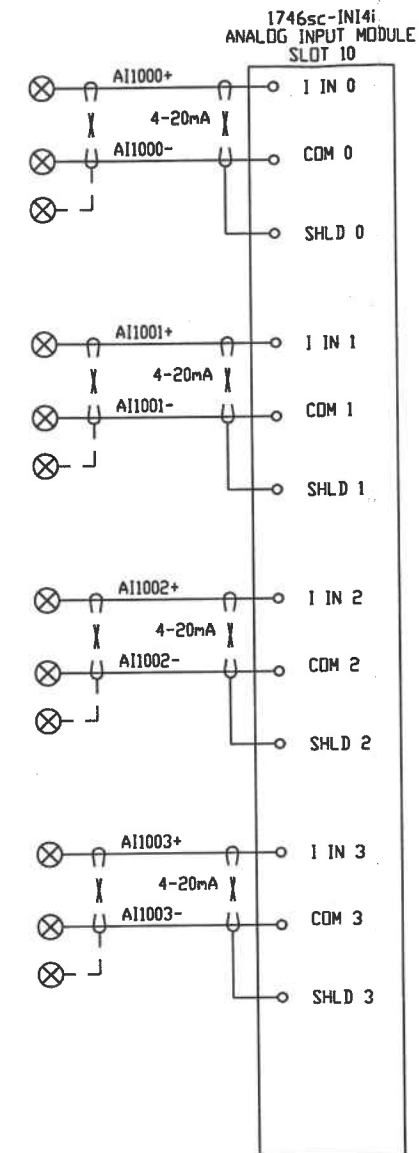 1746sc-INI4i
ANALOG INPUT MODULE
SLOT 10
AI1000+
I IN 0
4-20mA
AI1000-
COM 0
SHLD 0
AI1001+
I IN 1
4-20mA
AI1001-
COM 1
SHLD 1
AI1002+
I IN 2
4-20mA
AI1002-
COM 2
SHLD 2
AI1003+
I IN 3
4-20mA
AI1003-
COM 3
SHLD 3